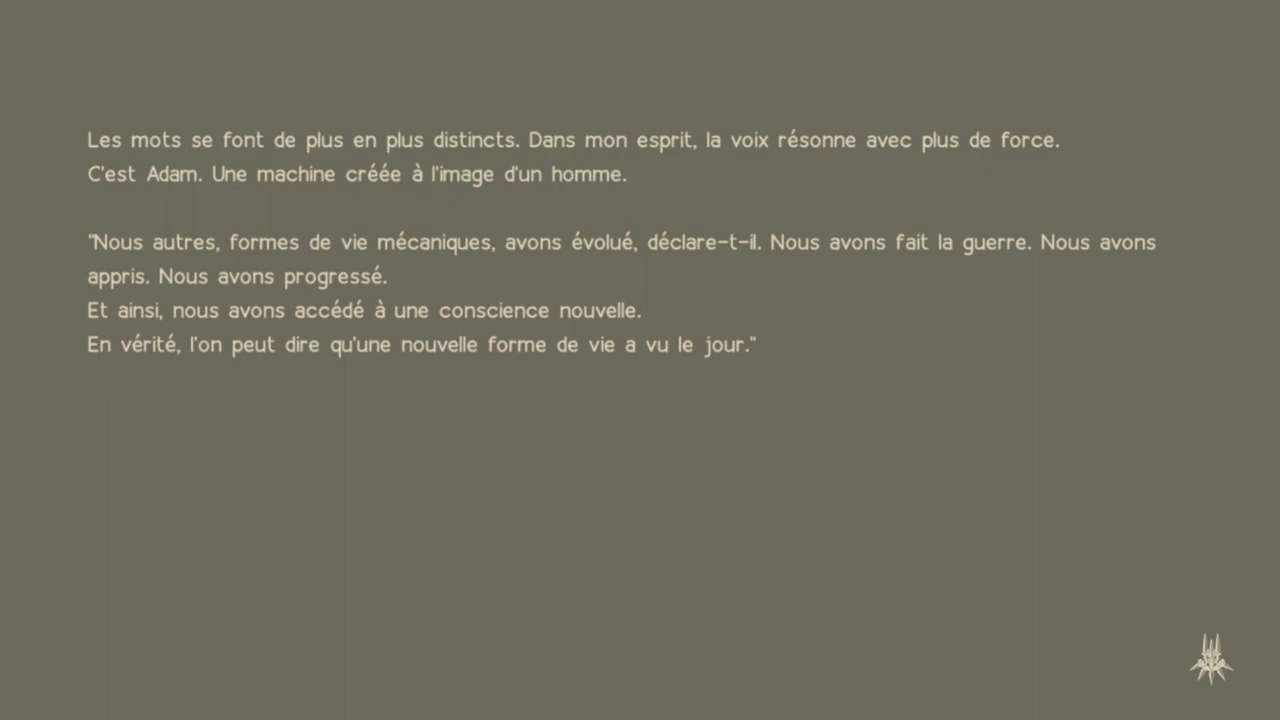 Les mots se font de plus en plus distincts. Dans mon esprit, la voix résonne avec plus de force.
C'est Adam. Une machine créée à l'image d'un homme.
"Nous autres, formes de vie mécaniques, avons évolué, déclare-t-il. Nous avons fait la guerre. Nous avons
appris. Nous avons progressé.
Et ainsi, nous avons accédé à une conscience nouvelle.
En vérité, l'on peut dire qu'une nouvelle forme de vie a vu le jour."